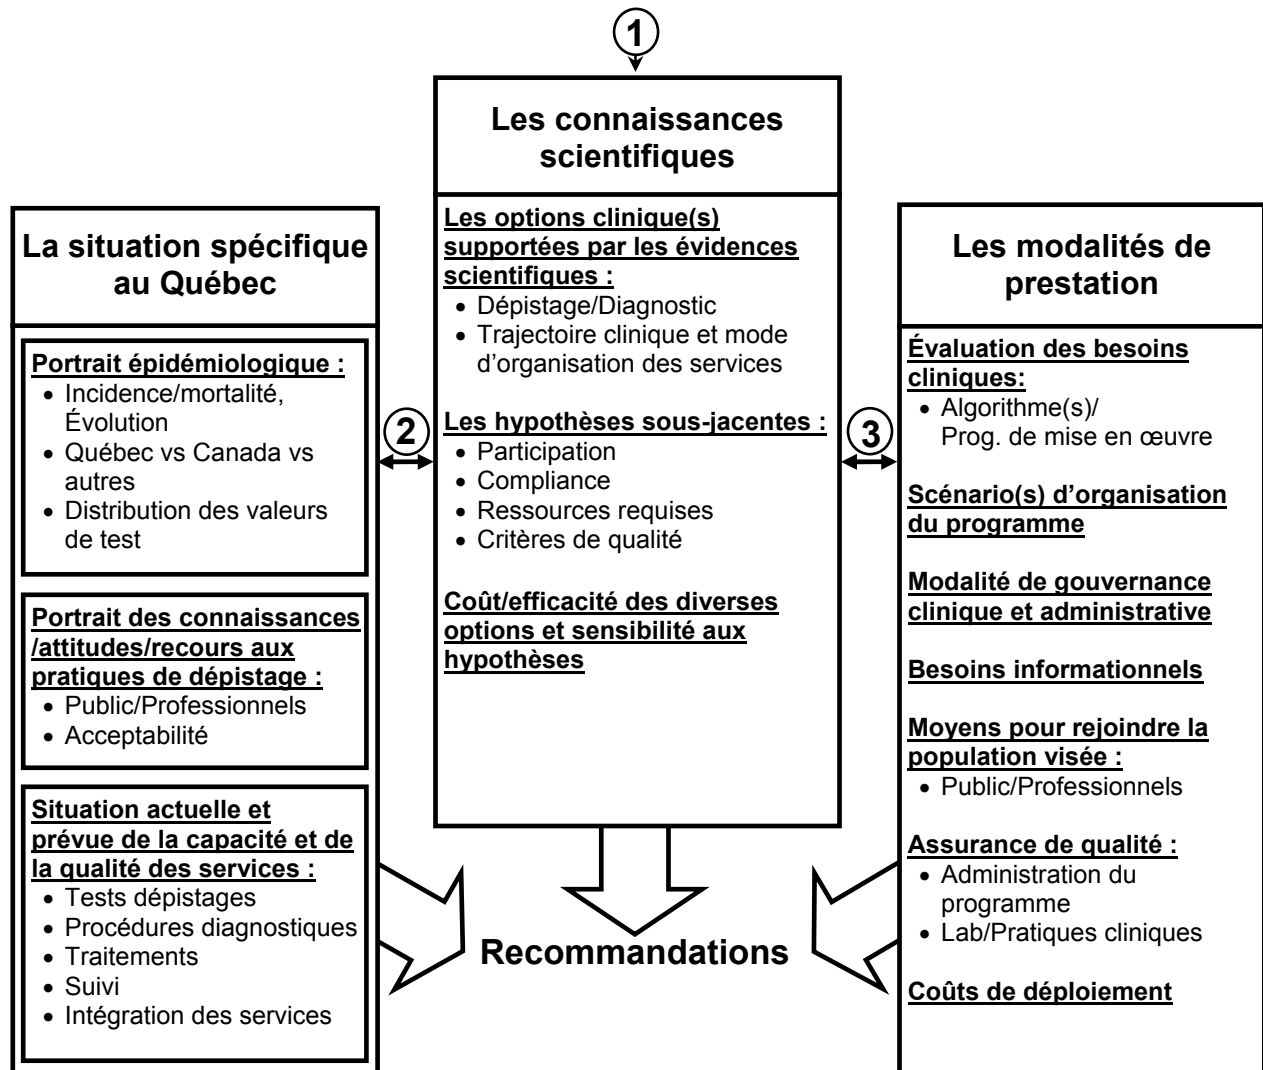 1
Les connaissances
scientifiques
Les options clinique(s)
supportées par les évidences
scientifiques :
• Dépistage/Diagnostic
• Trajectoire clinique et mode
d'organisation des services
Les hypothèses sous-jacentes :
• Participation
• Compliance
• Ressources requises
• Critères de qualité
Coût/efficacité des diverses
options et sensibilité aux
hypothèses
2
La situation spécifique
au Québec
Portrait épidémiologique :
• Incidence/mortalité,
Évolution
• Québec vs Canada vs
autres
• Distribution des valeurs
de test
Portrait des connaissances
/attitudes/recours aux
pratiques de dépistage :
• Public/Professionnels
• Acceptabilité
Situation actuelle et
prévue de la capacité et de
la qualité des services :
• Tests dépistages
• Procédures diagnostiques
• Traitements
• Suivi
• Intégration des services
3
Les modalités de
prestation
Évaluation des besoins
cliniques:
• Algorithme(s)/
Prog. de mise en œuvre
Scénario(s) d'organisation
du programme
Modalité de gouvernance
clinique et administrative
Besoins informationnels
Moyens pour rejoindre la
population visée :
• Public/Professionnels
Assurance de qualité :
• Administration du
programme
• Lab/Pratiques cliniques
Coûts de déploiement
Recommandations